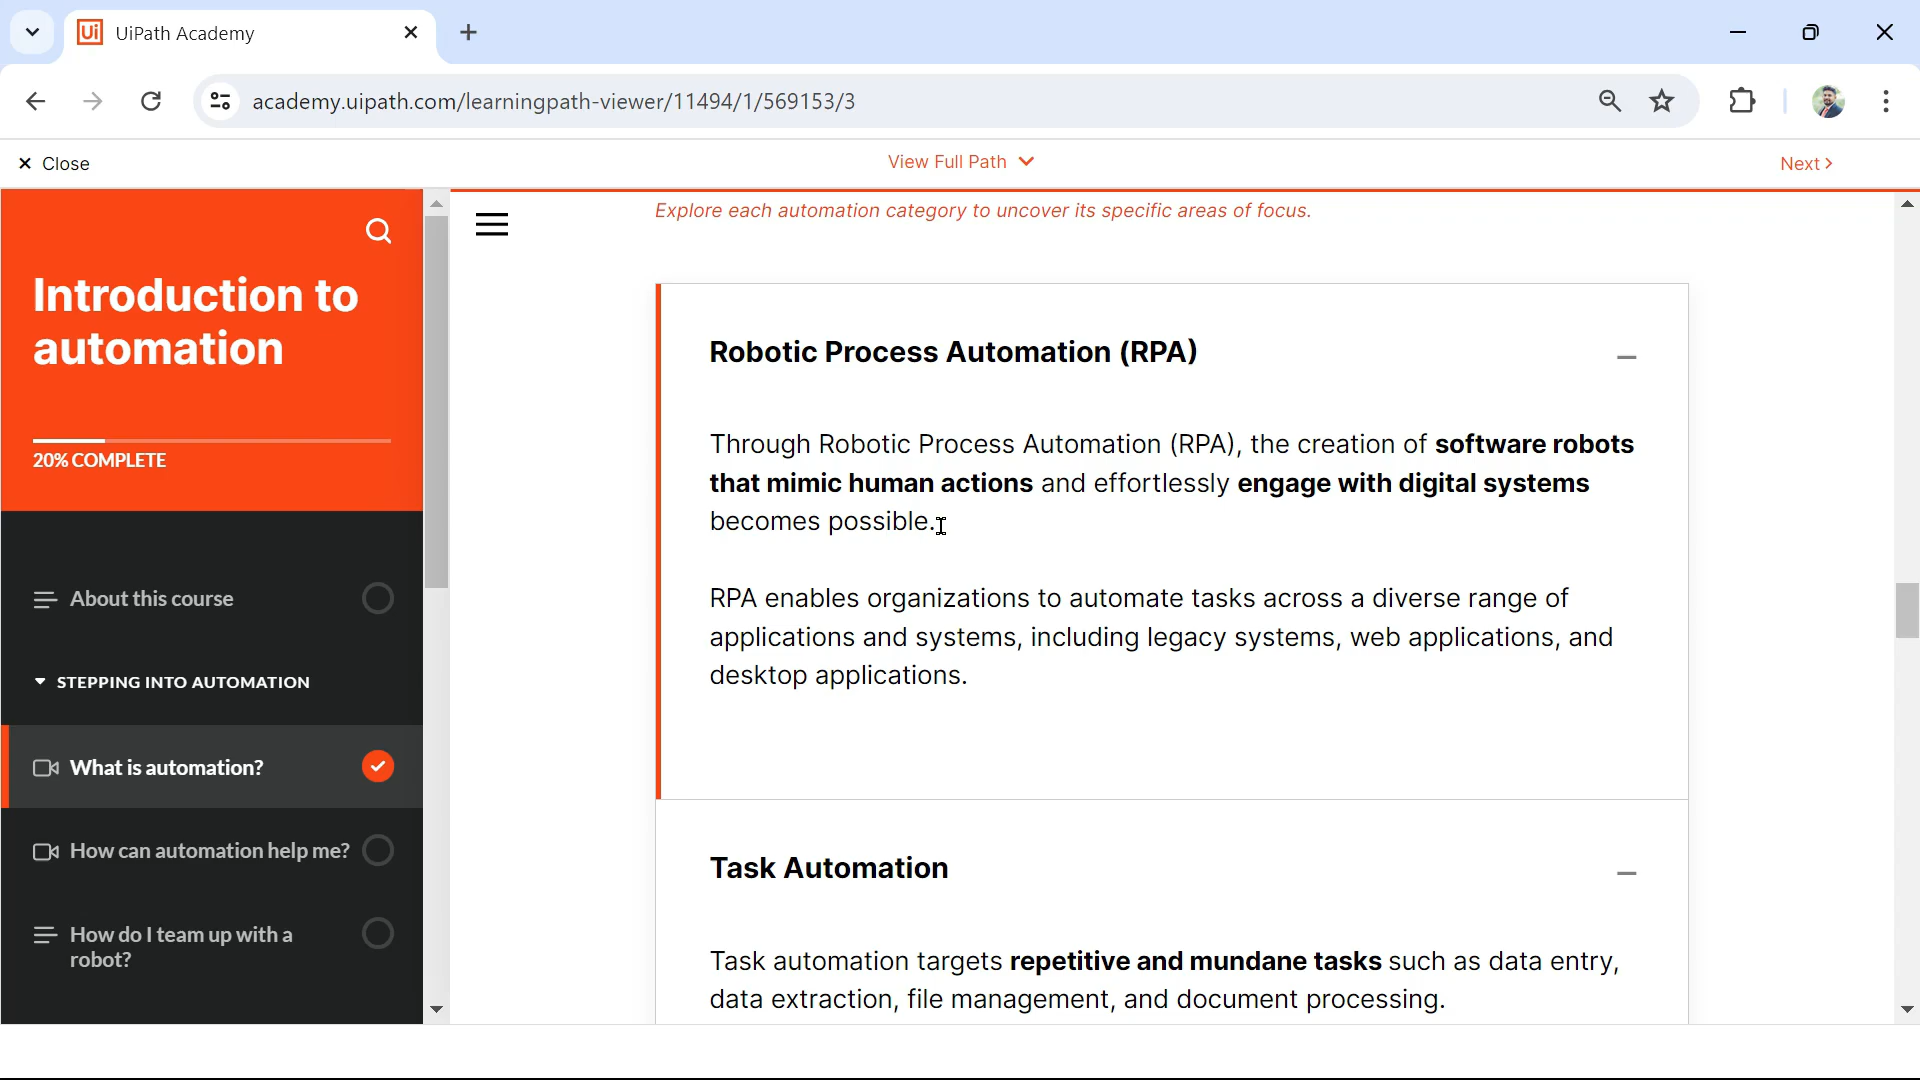 Ui UiPath Academy
academy.uipath.com/learningpath-viewer/11494/1/569153/3
Close
View Full Path
Next
Introduction to
automation
20% COMPLETE
About this course
STEPPING INTO AUTOMATION
What is automation?
How can automation help me?
How do I team up with a
robot?
Explore each automation category to uncover its specific areas of focus.
Robotic Process Automation (RPA)
Through Robotic Process Automation (RPA), the creation of software robots
that mimic human actions and effortlessly engage with digital systems
becomes possible.
RPA enables organizations to automate tasks across a diverse range of
applications and systems, including legacy systems, web applications, and
desktop applications.
Task Automation
Task automation targets repetitive and mundane tasks such as data entry,
data extraction, file management, and document processing.